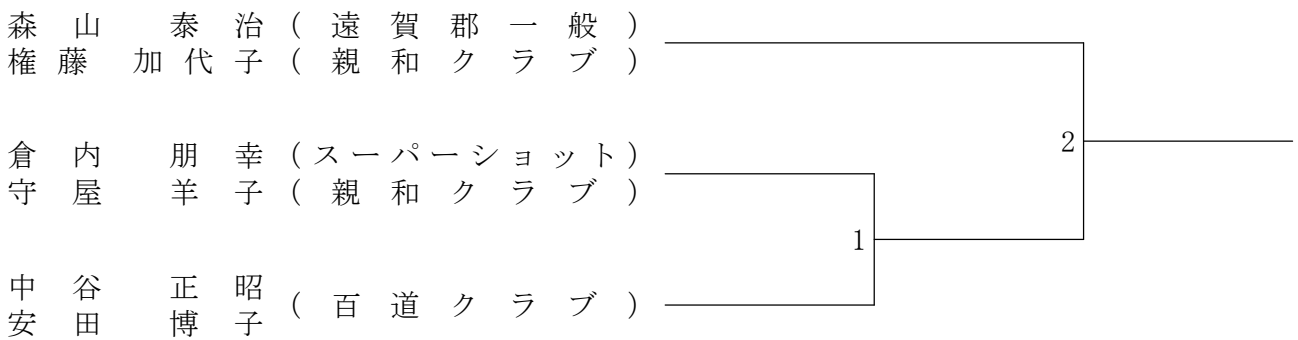 森山 泰治(遠賀郡一般)
権藤 加代子(親和クラブ)
2
倉内 朋幸(スーパーショット)
守屋 羊子(親和クラブ)
1
中谷 正昭
(百道クラブ)
安田 博子